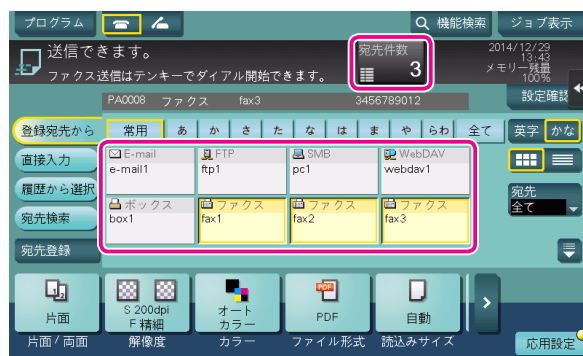 プログラム
機能検索
ジョブ表示
送信できます。
ファクス送信はテンキーでダイアル開始できます。
宛先件数
3
2014/12/29
13:43
メモリー残量
100%
PA0008 ファクス fax3 3456789012
設定確認
登録宛先から
常用 あ か さ た な は ま や らわ 全て
英字 かな
直接入力
履歴から選択
宛先検索
宛先登録
E-mail
e-mail1
FTP
ftp1
SMB
pc1
WebDAV
webdav1
ボックス
box1
ファクス
fax1
ファクス
fax2
ファクス
fax3
宛先
全て
片面
片面/両面
S 200dpi
F 精細
解像度
オート
カラー
カラー
PDF
PDF
ファイル形式
自動
読込みサイズ
応用設定